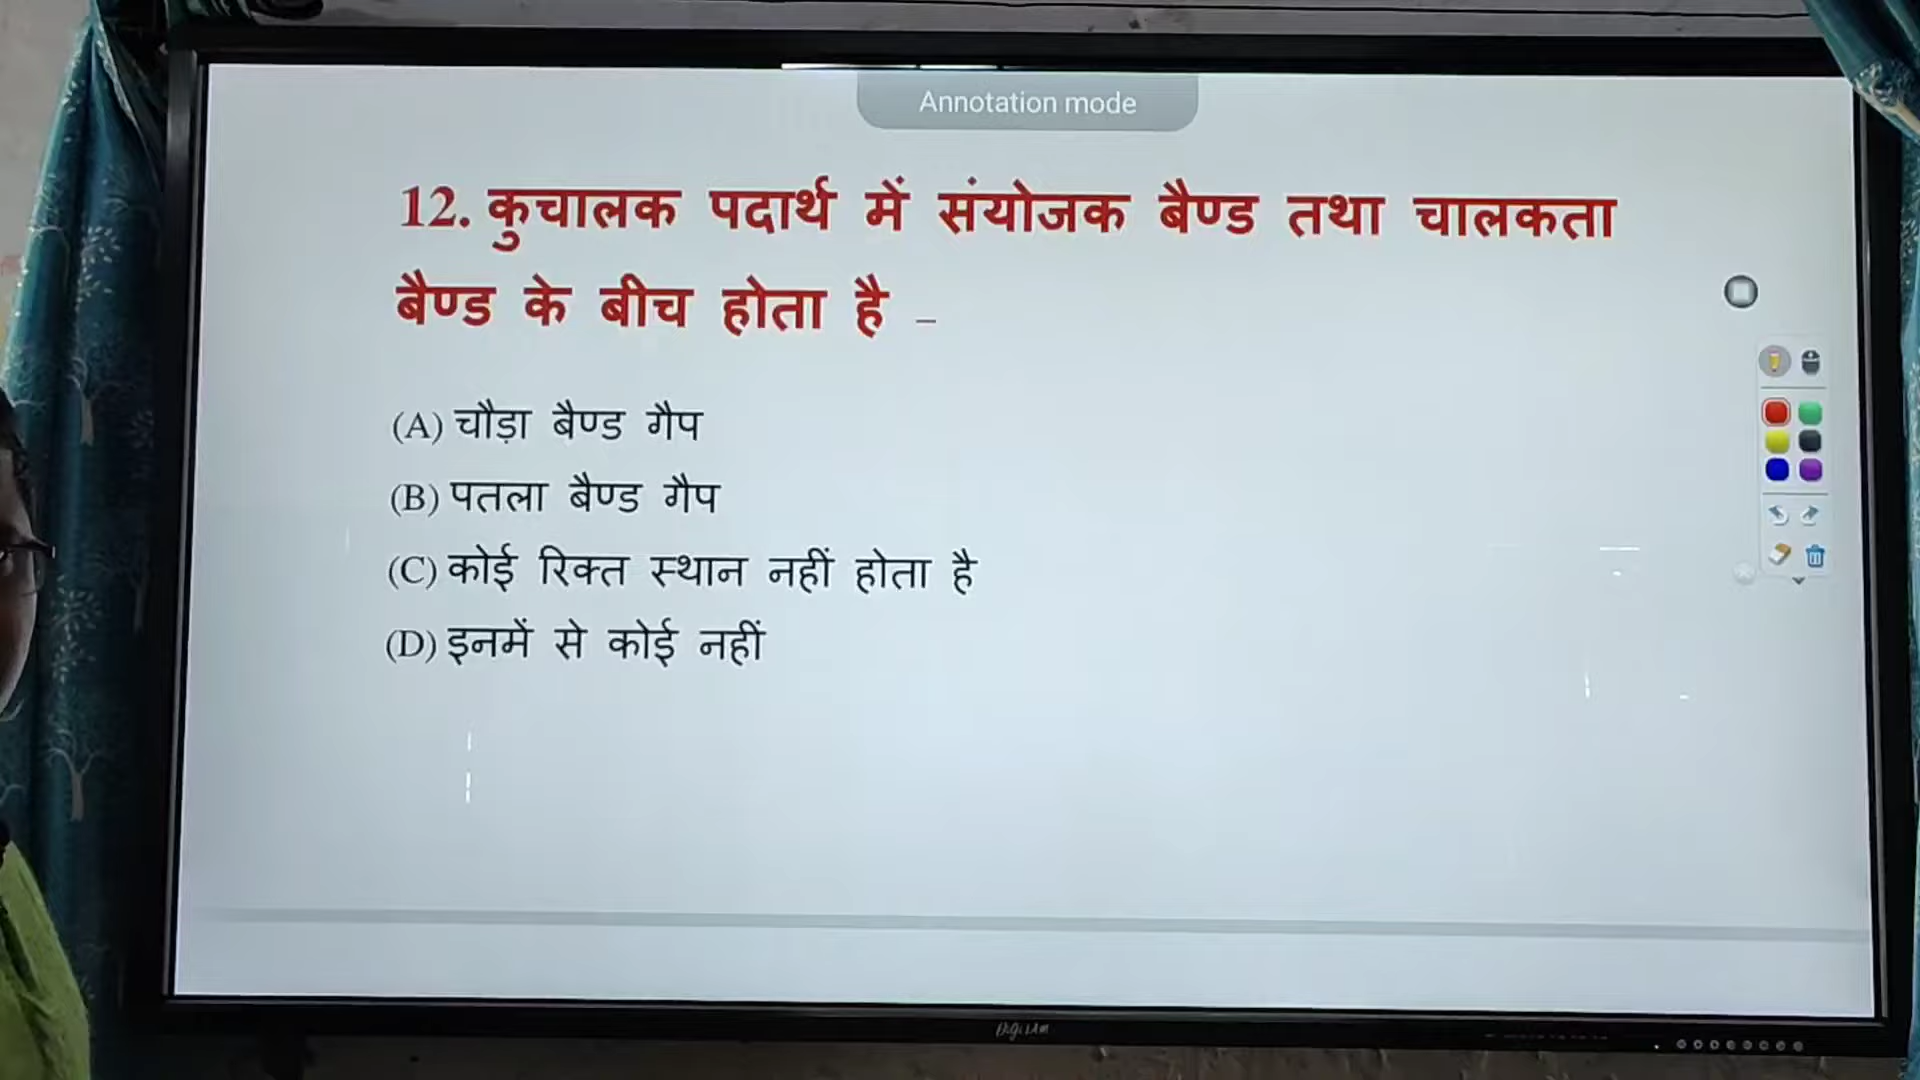 Annotation mode
12. कुचालक पदार्थ में संयोजक बैण्ड तथा चालकता
बैण्ड के बीच होता है –
(A) चौड़ा बैण्ड गैप
(B) पतला बैण्ड गैप
(C) कोई रिक्त स्थान नहीं होता है
(D) इनमें से कोई नहीं